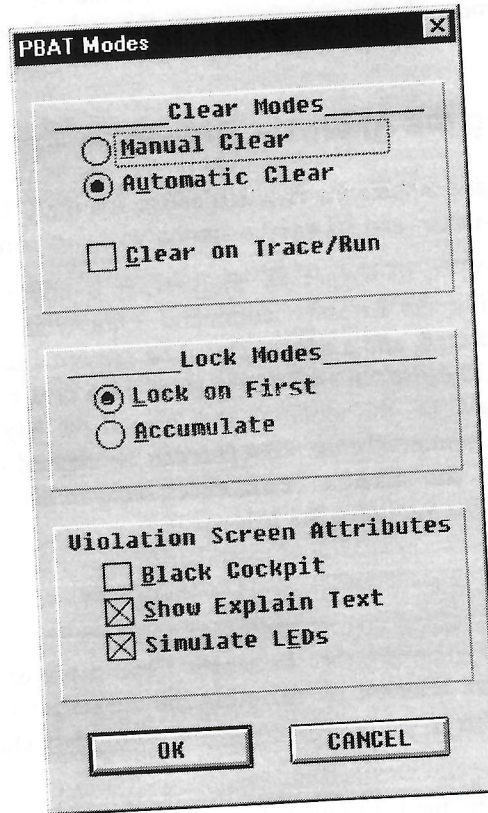 PBAT Modes
Clear Modes
Manual Clear
Automatic Clear
Clear on Trace/Run
Lock Modes
Lock on First
Accumulate
Violation Screen Attributes
Black Cockpit
Show Explain Text
Simulate LEDs
OK
CANCEL